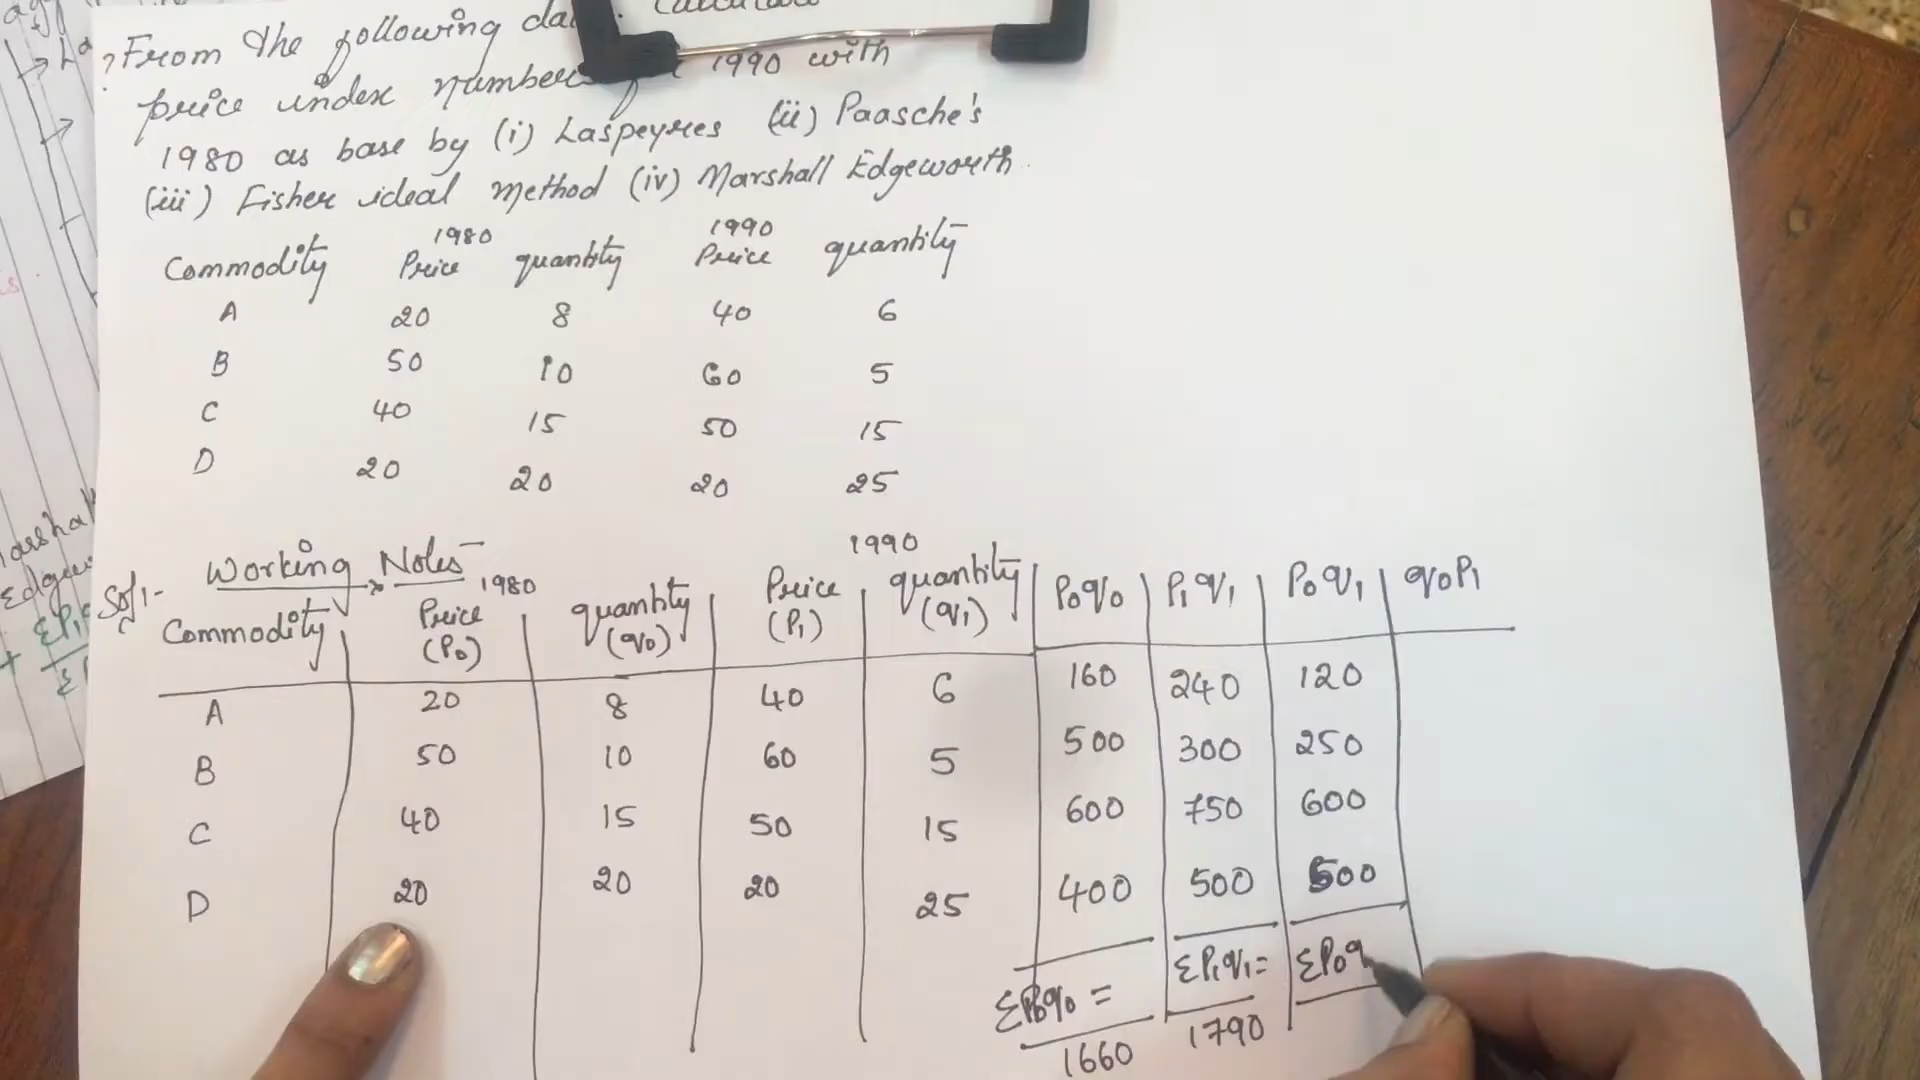 ? From the following da
price index number 1990 with
1980 as base by (i) Laspeyres (ii) Paasche's
(iii) Fisher ideal method (iv) Marshall Edgeworth.
1980 1990
Commodity Price quantity Price quantity
A 20 8 40 6
B 50 10 60 5
C 40 15 50 15
D 20 20 20 25
Sol:- Working Notes
1980 1990
Commodity Price (P0) quantity (q0) Price (P1) quantity (q1) P0q0 P1q1 P0q1 q0P1
A 20 8 40 6 160 240 120
B 50 10 60 5 500 300 250
C 40 15 50 15 600 750 600
D 20 20 20 25 400 500 500
ΣP0q0 = ΣP1q1= ΣP0q
1660 1790